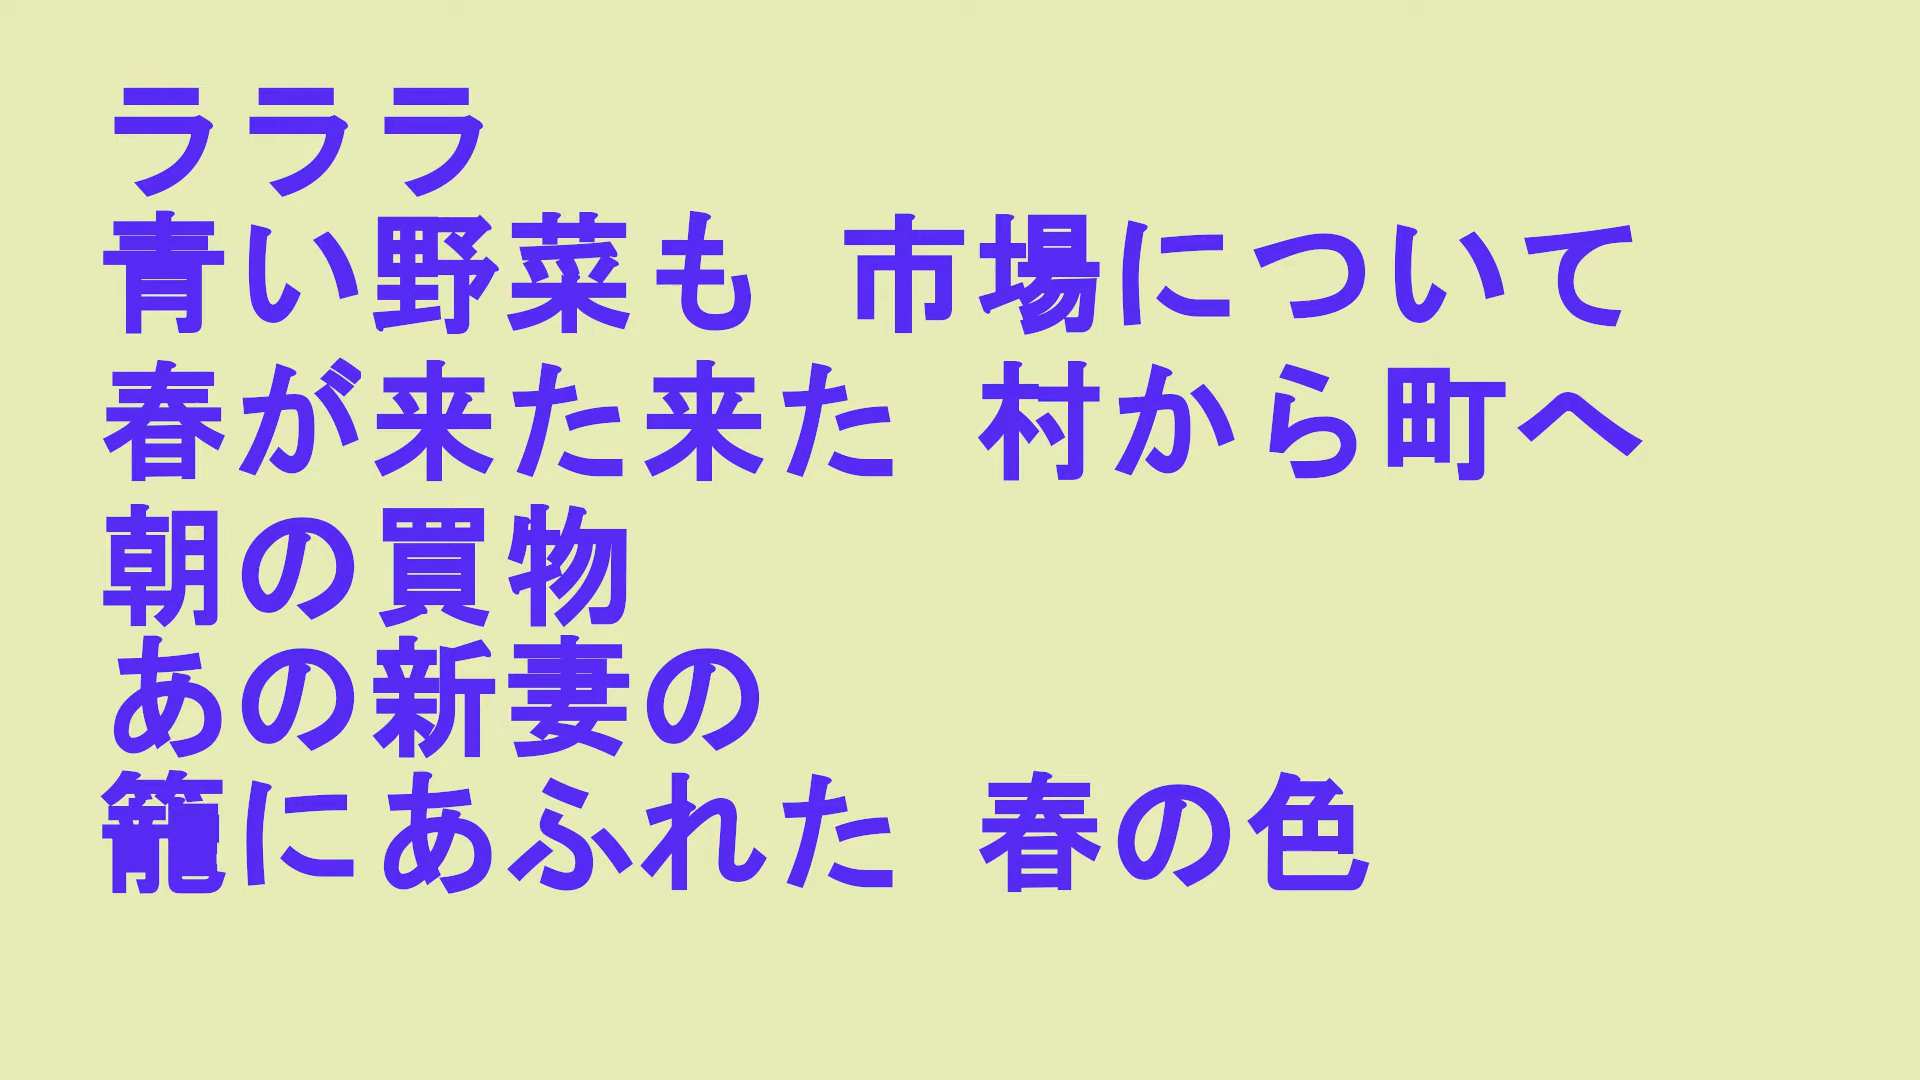 ラララ
青い野菜も　市場について
春が来た来た　村から町へ
朝の買物
あの新妻の
籠にあふれた　春の色